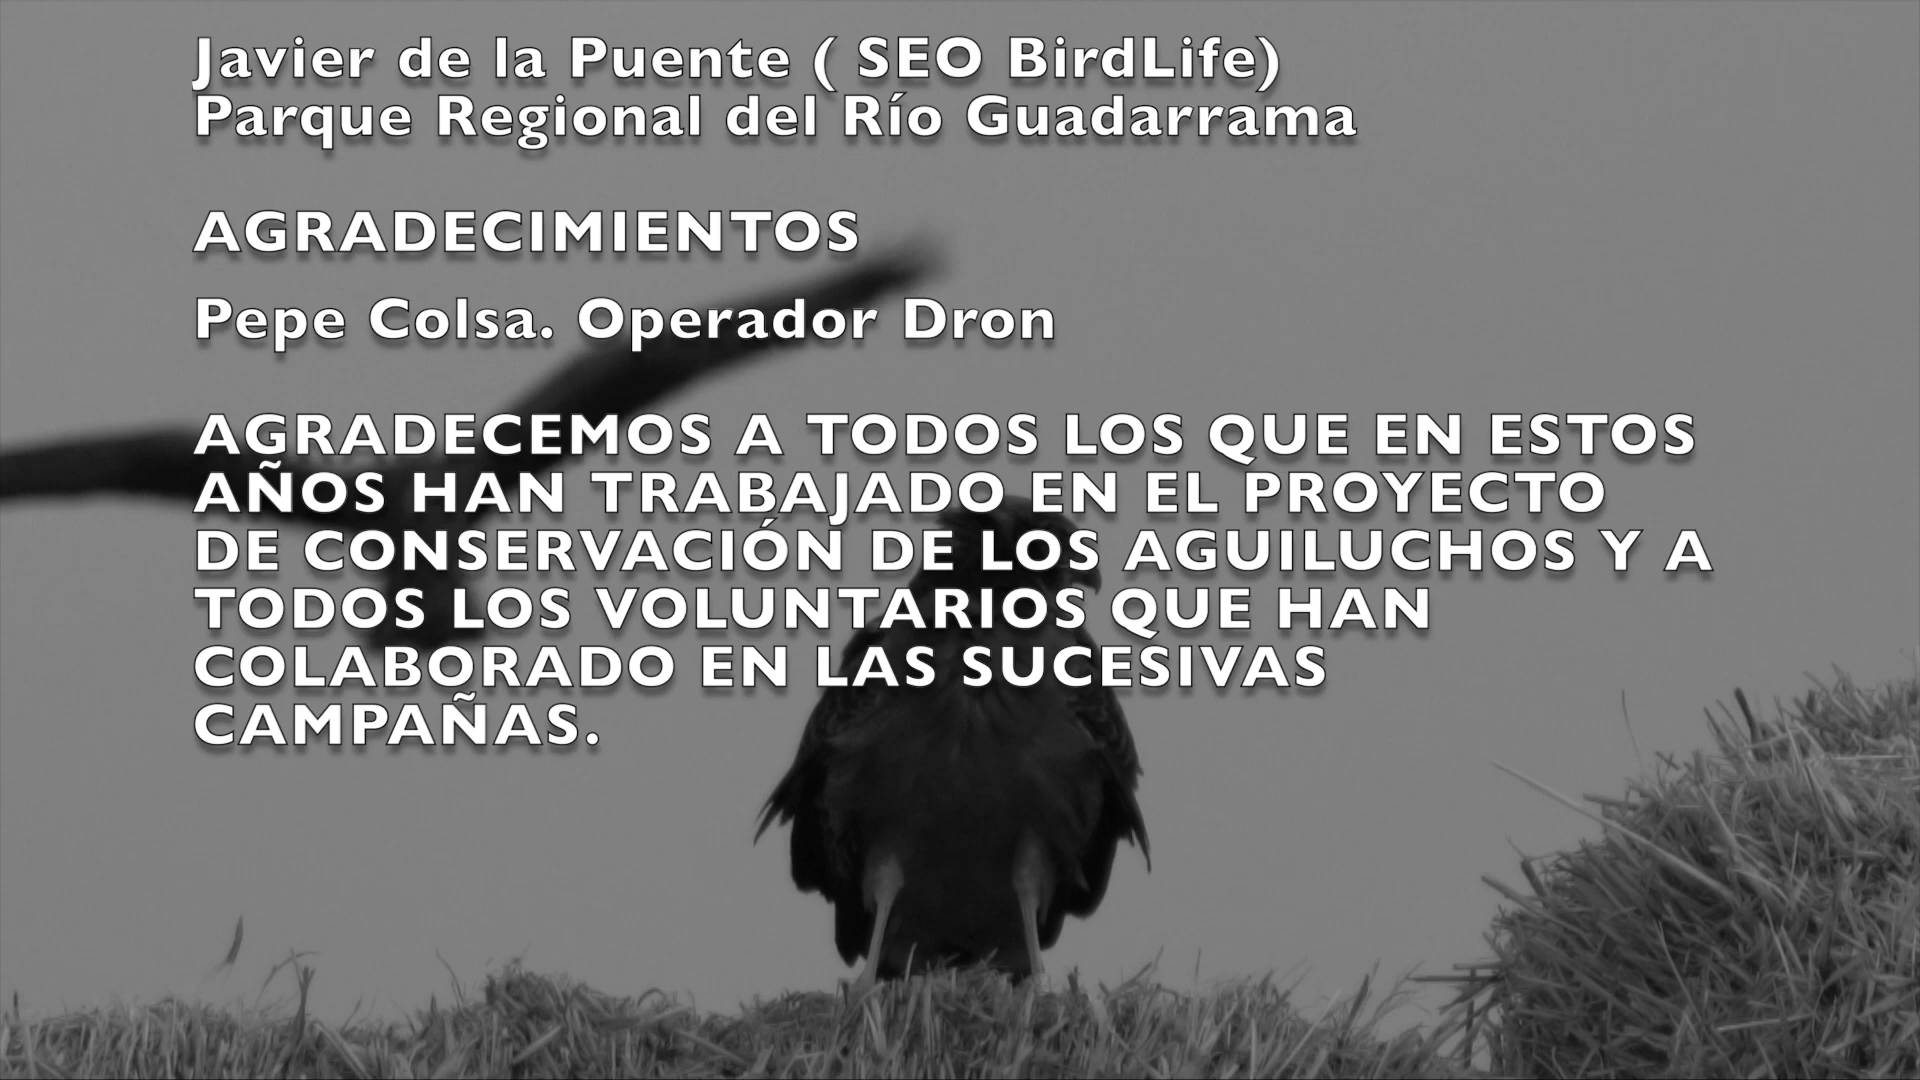 Javier de la Puente ( SEO BirdLife)
Parque Regional del Río Guadarrama
AGRADECIMIENTOS
Pepe Colsa. Operador Dron
AGRADECEMOS A TODOS LOS QUE EN ESTOS
AÑOS HAN TRABAJADO EN EL PROYECTO
DE CONSERVACIÓN DE LOS AGUILUCHOS Y A
TODOS LOS VOLUNTARIOS QUE HAN
COLABORADO EN LAS SUCESIVAS
CAMPAÑAS.